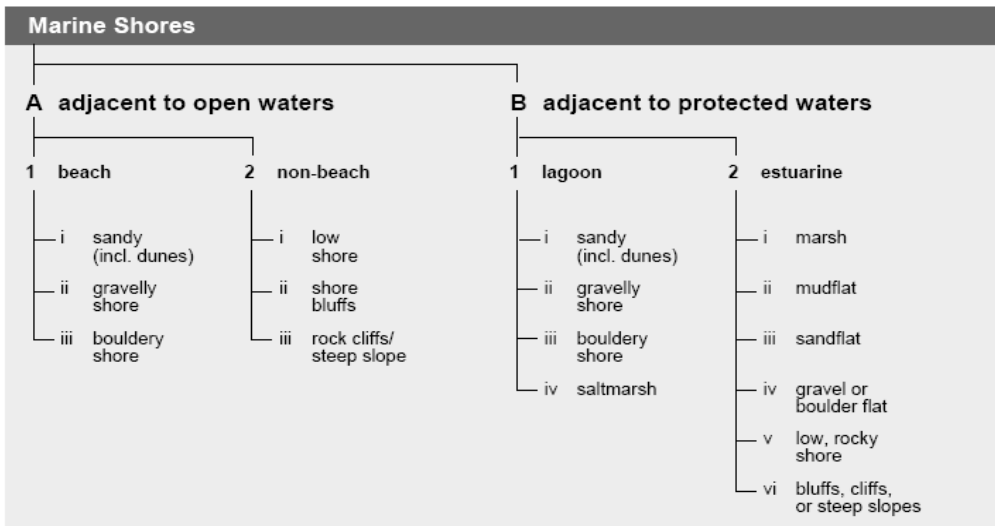 Marine Shores
A adjacent to open waters
B adjacent to protected waters
1 beach
2 non-beach
1 lagoon
2 estuarine
i sandy
(incl. dunes)
ii gravelly
shore
iii bouldery
shore
i low
shore
ii shore
bluffs
iii rock cliffs/
steep slope
i sandy
(incl. dunes)
ii gravelly
shore
iii bouldery
shore
iv saltmarsh
i marsh
ii mudflat
iii sandflat
iv gravel or
boulder flat
v low, rocky
shore
vi bluffs, cliffs,
or steep slopes